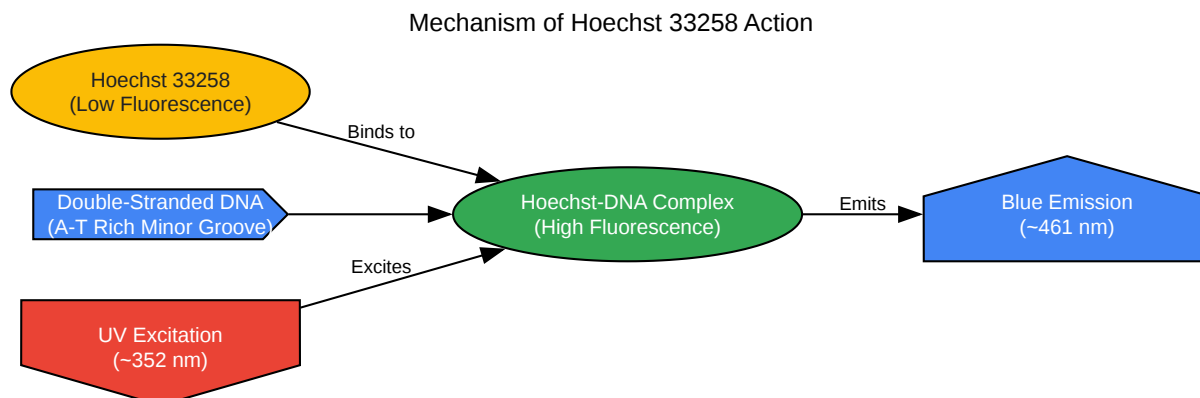 Mechanism of Hoechst 33258 Action
Hoechst 33258
(Low Fluorescence)
Binds to
Double-Stranded DNA
(A-T Rich Minor Groove)
Hoechst-DNA Complex
(High Fluorescence)
Emits
Blue Emission
(~461 nm)
Excites
UV Excitation
(~352 nm)